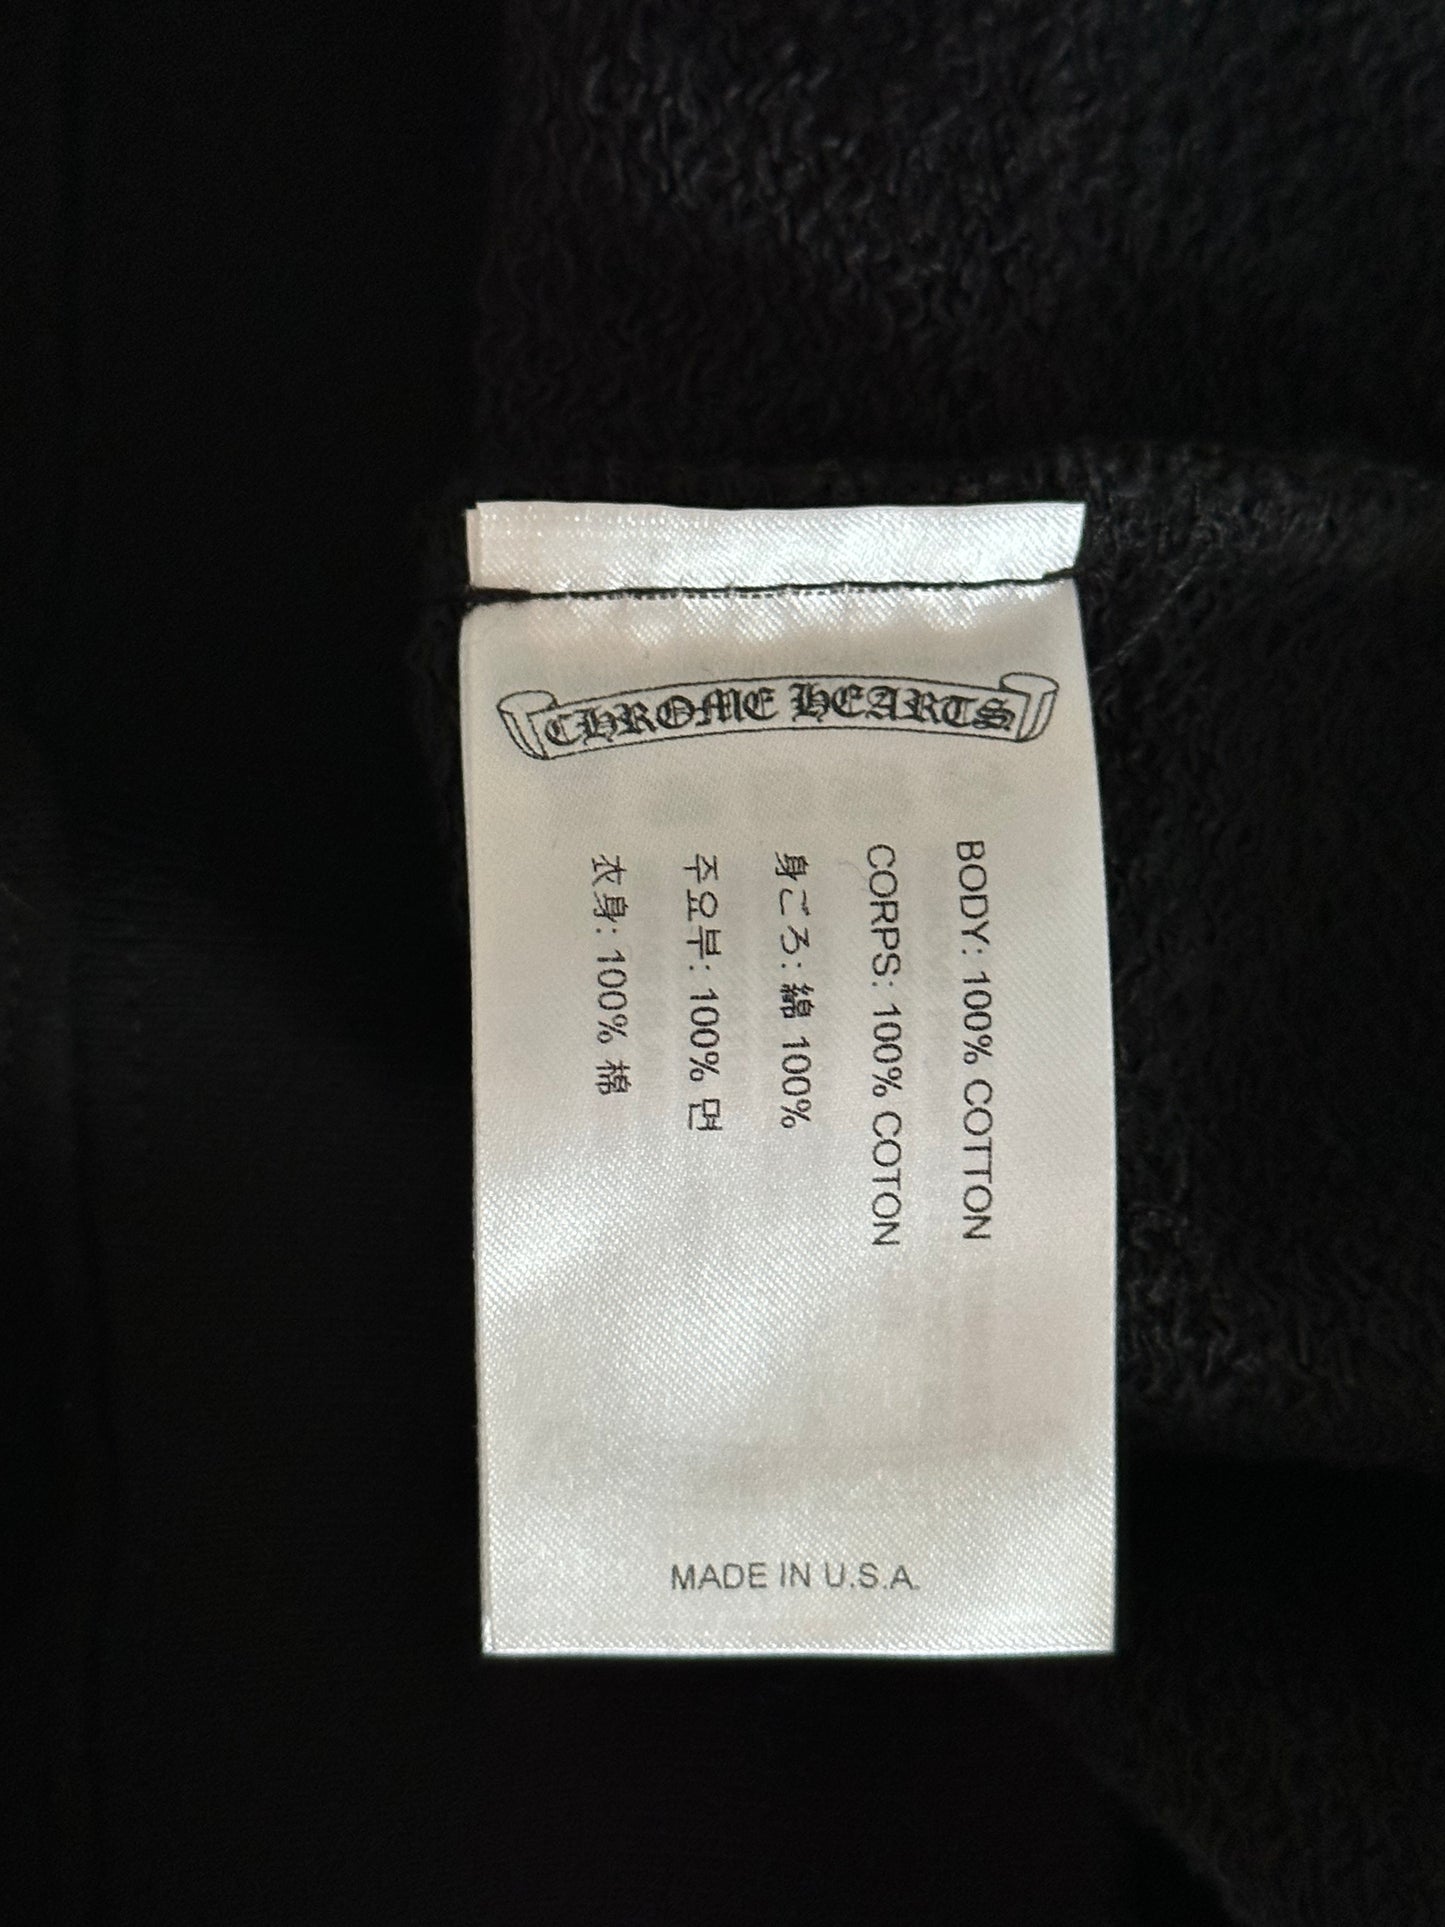 CHROME HEARTS
BODY: 100% COTTON
CORPS: 100% COTON
身ごろ: 綿 100%
주요부: 100% 면
衣身: 100% 棉
MADE IN U.S.A.